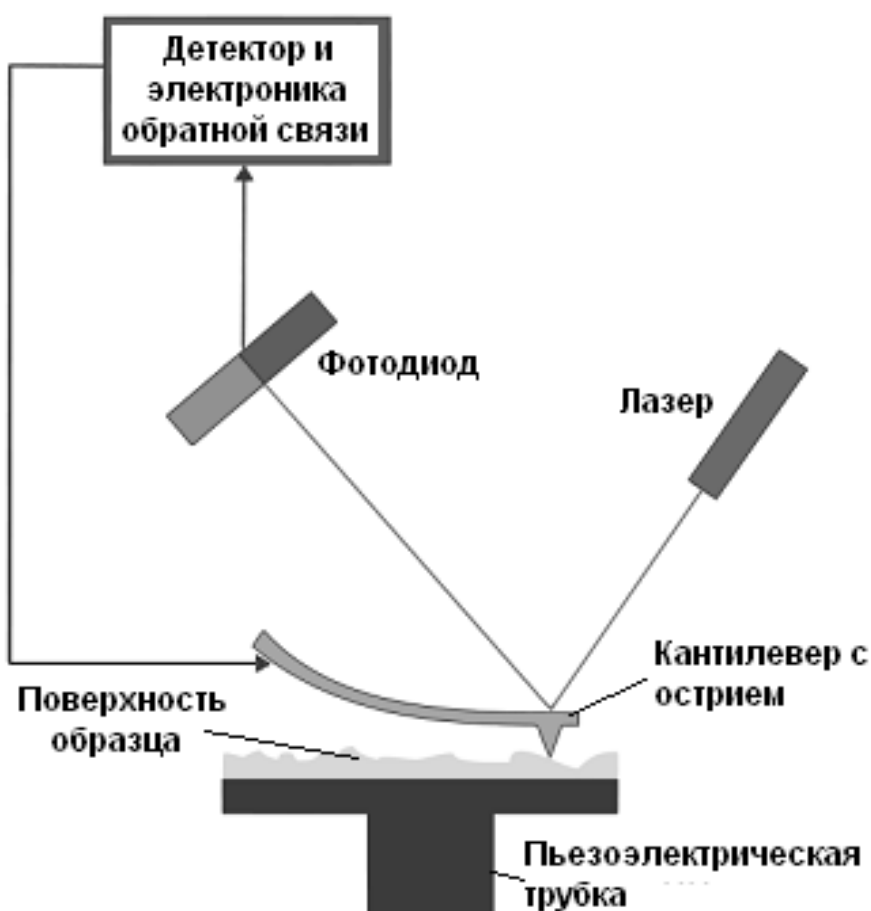 Детектор и
электроника
обратной связи
Фотодиод
Лазер
Кантилевер с
острием
Поверхность
образца
Пьезоэлектрическая
трубка